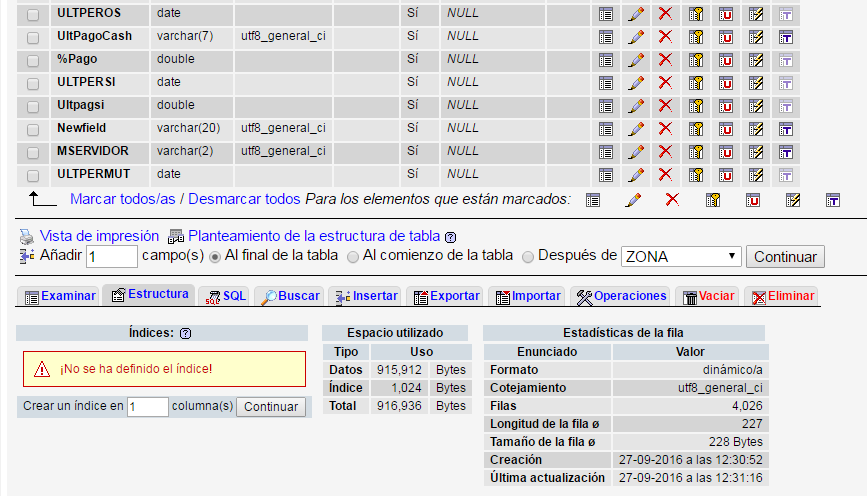 ULTPEROS date Sí NULL
UltPagoCash varchar(7) utf8_general_ci Sí NULL
%Pago double Sí NULL
ULTPERSI date Sí NULL
Ultpagsi double Sí NULL
Newfield varchar(20) utf8_general_ci Sí NULL
MSERVIDOR varchar(2) utf8_general_ci Sí NULL
ULTPERMUT date Sí NULL
Marcar todos/as / Desmarcar todos Para los elementos que están marcados:
Vista de impresión Planteamiento de la estructura de tabla
Añadir 1 campo(s) Al final de la tabla Al comienzo de la tabla Después de ZONA Continuar
Examinar Estructura SQL Buscar Insertar Exportar Importar Operaciones Vaciar Eliminar
Índices:
¡No se ha definido el índice!
Crear un índice en 1 columna(s) Continuar
Espacio utilizado
Tipo Uso
Datos 915,912 Bytes
Índice 1,024 Bytes
Total 916,936 Bytes
Estadísticas de la fila
Enunciado Valor
Formato dinámico/a
Cotejamiento utf8_general_ci
Filas 4,026
Longitud de la fila ø 227
Tamaño de la fila ø 228 Bytes
Creación 27-09-2016 a las 12:30:52
Última actualización 27-09-2016 a las 12:31:16